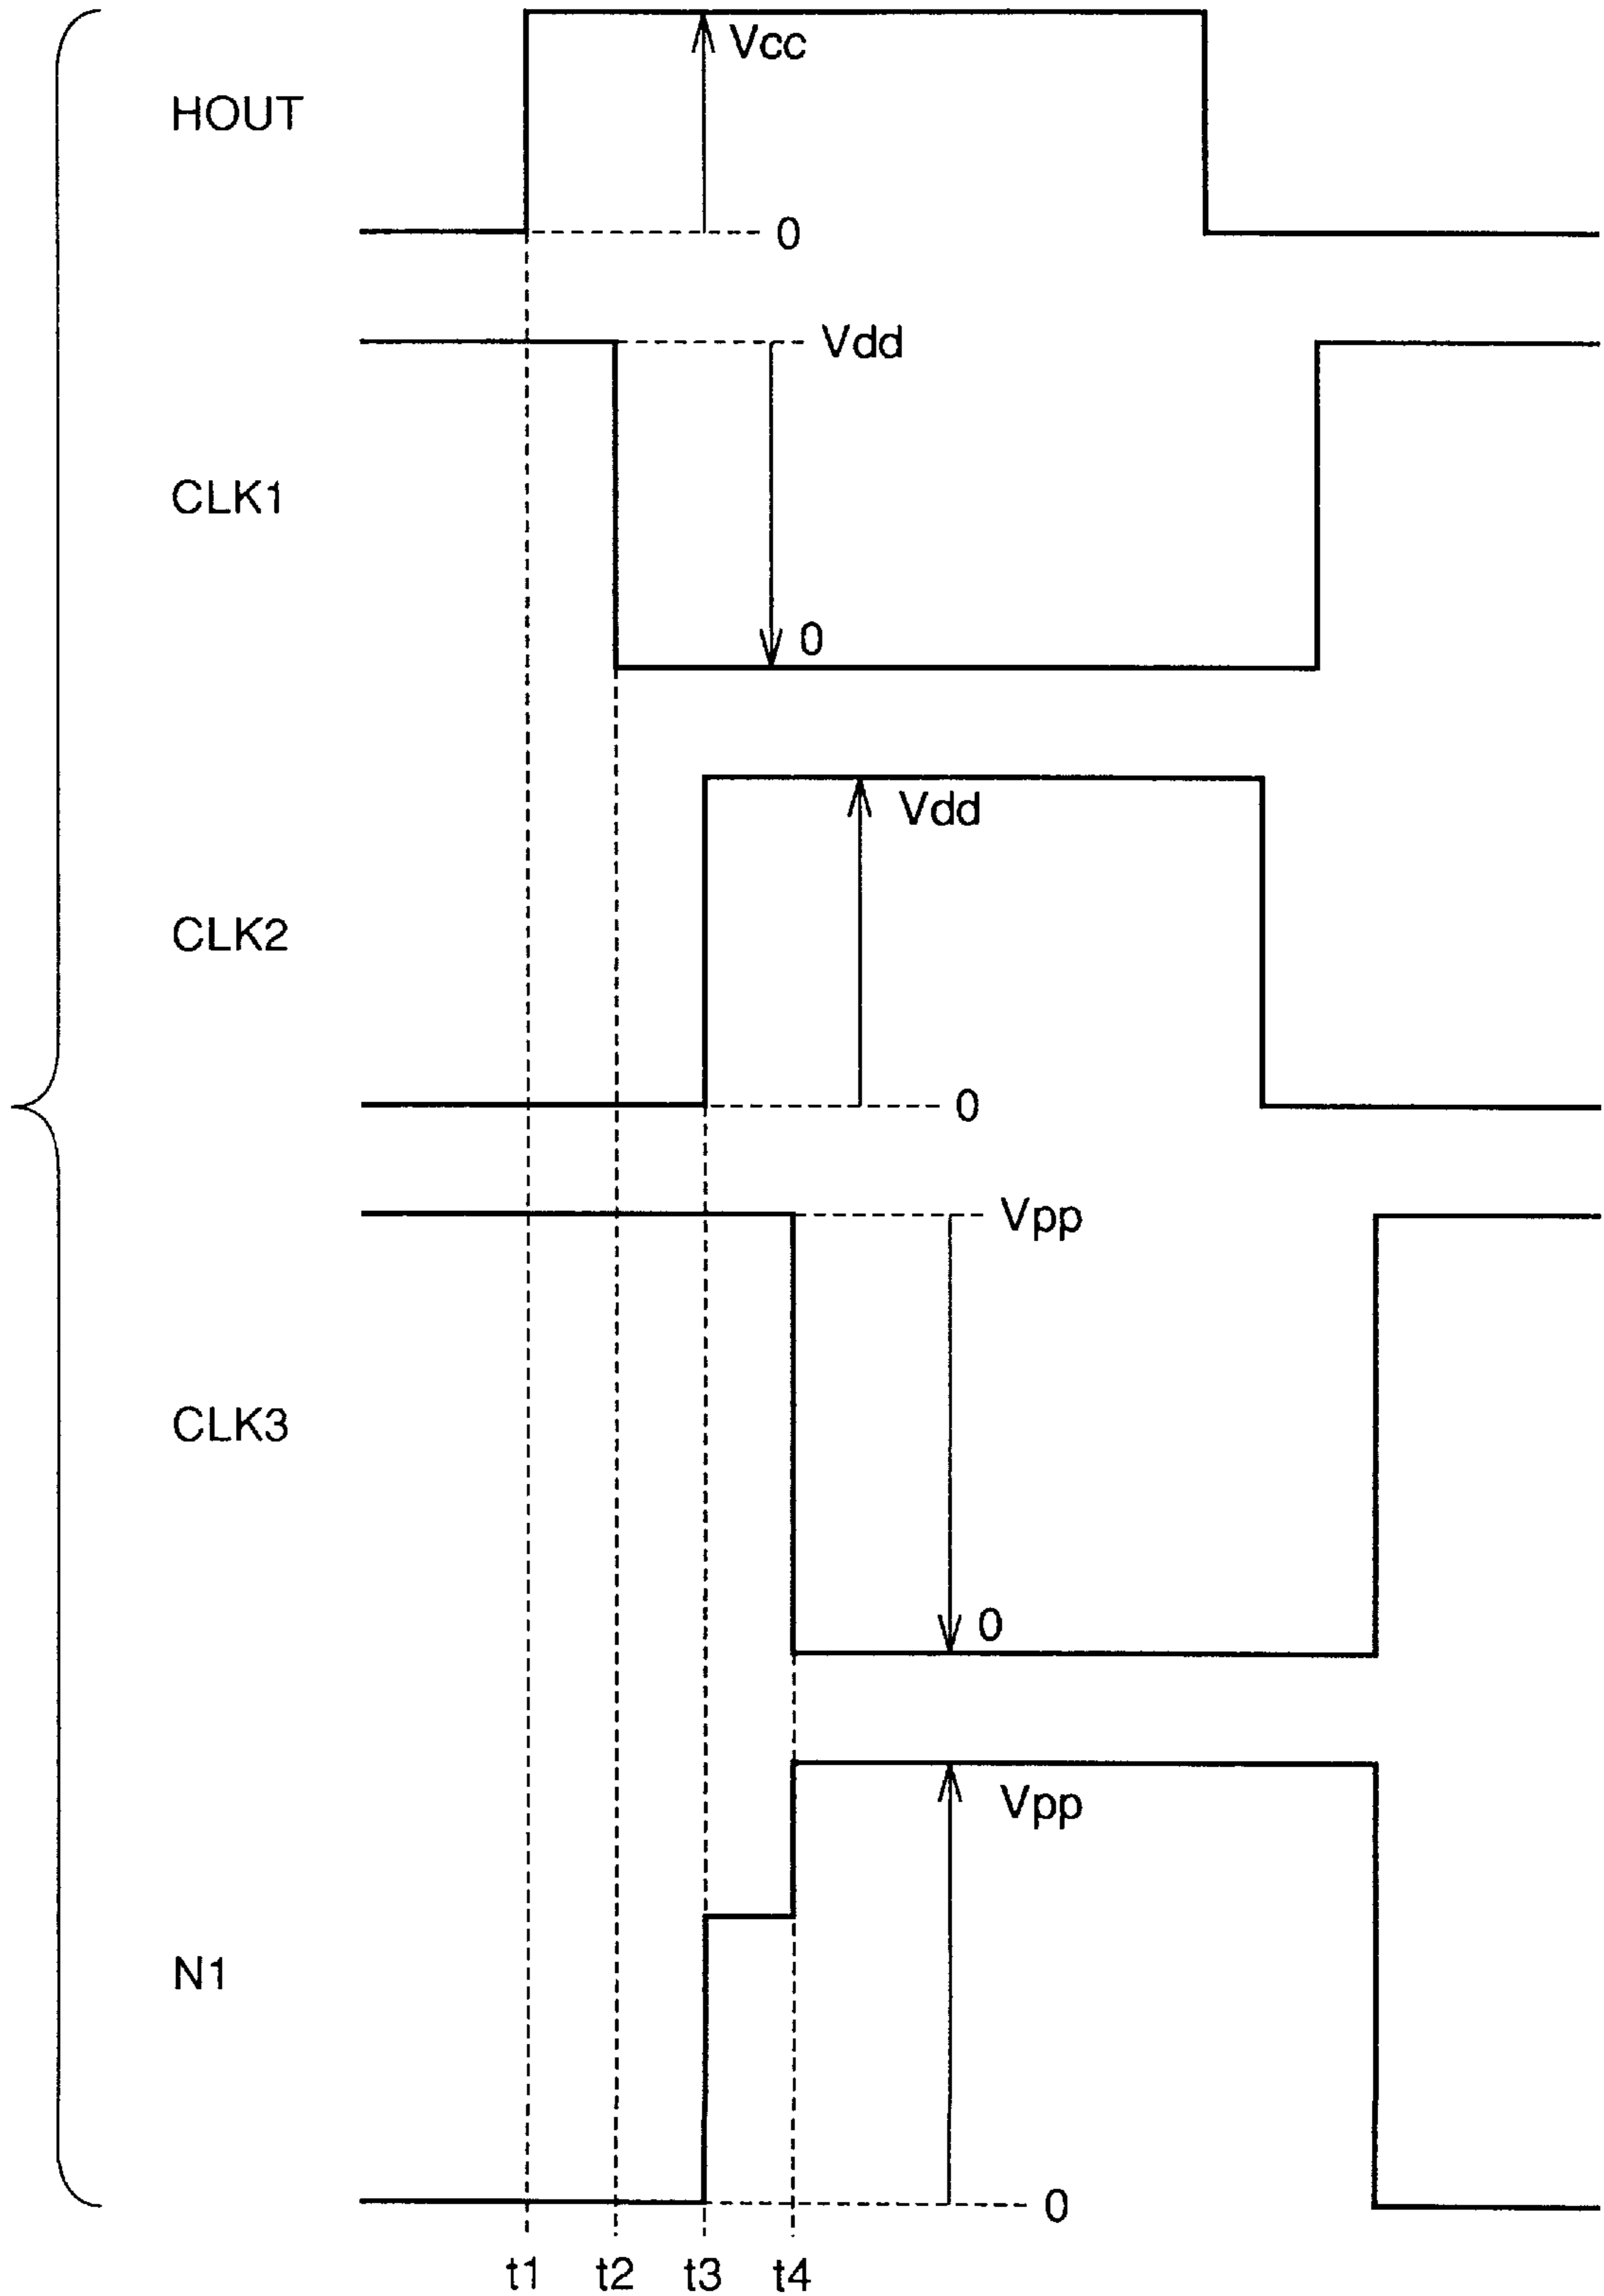 Vcc
HOUT
0
Vdd
CLK1
0
Vdd
CLK2
0
Vpp
CLK3
0
Vpp
N1
0
t1 t2 t3 t4